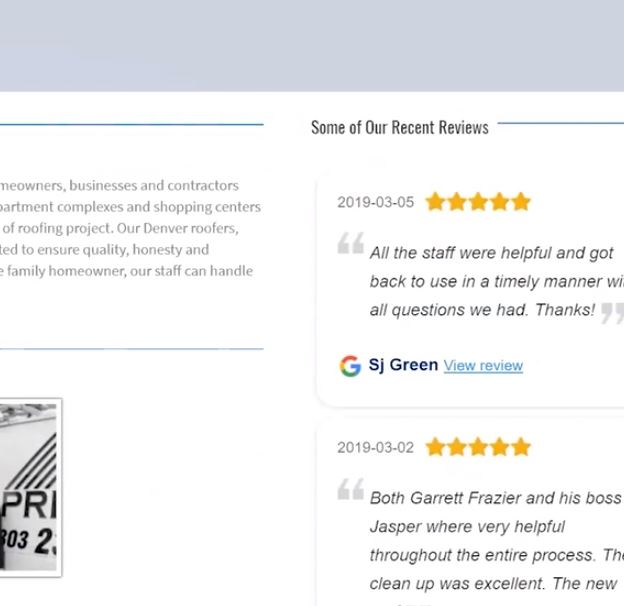 meowners, businesses and contractors
partment complexes and shopping centers
of roofing project. Our Denver roofers,
ted to ensure quality, honesty and
e family homeowner, our staff can handle
PRI
303 2
Some of Our Recent Reviews
2019-03-05
All the staff were helpful and got
back to use in a timely manner wi
all questions we had. Thanks!
Sj Green View review
2019-03-02
Both Garrett Frazier and his boss
Jasper where very helpful
throughout the entire process. The
clean up was excellent. The new